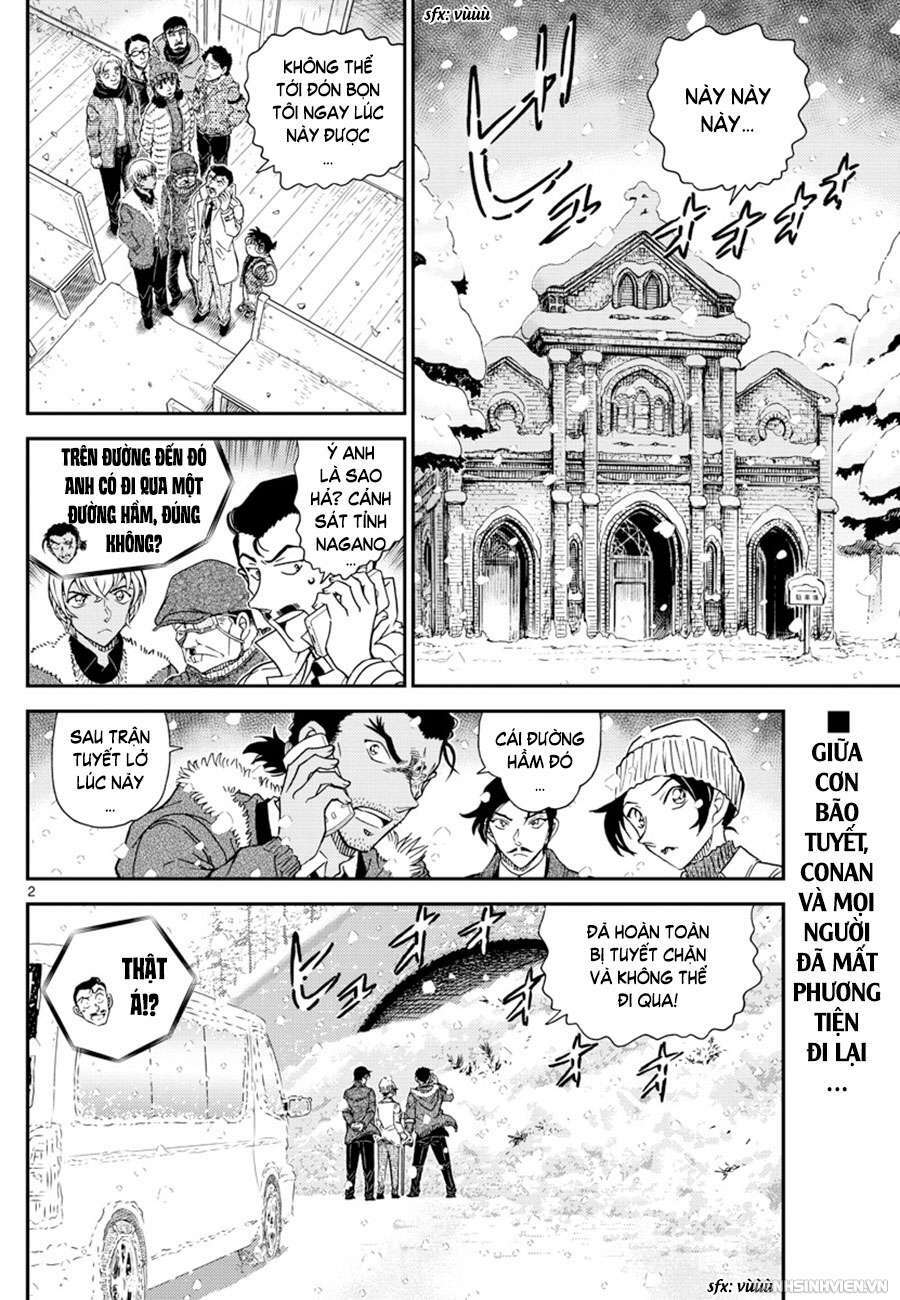 sfx: vùùù
NÀY NÀY
NÀY...
KHÔNG THỂ
TỚI ĐÓN BỌN
TÔI NGAY LÚC
NÀY ĐƯỢC
...
Ý ANH
LÀ SAO
HẢ? CẢNH
SÁT TỈNH
NAGANO
...
TRÊN ĐƯỜNG ĐẾN ĐÓ
ANH CÓ ĐI QUA MỘT
ĐƯỜNG HẦM, ĐÚNG
KHÔNG?
CÁI ĐƯỜNG
HẦM ĐÓ
...
SAU TRẬN
TUYẾT LỞ
LÚC NÀY
...
GIỮA
CƠN
BÃO
TUYẾT,
CONAN
VÀ MỌI
NGƯỜI
ĐÃ MẤT
PHƯƠNG
TIỆN
ĐI LẠI
...
2
ĐÃ HOÀN TOÀN
BỊ TUYẾT CHẶN
VÀ KHÔNG THỂ
ĐI QUA!
THẬT
Á!?
sfx: vùùù